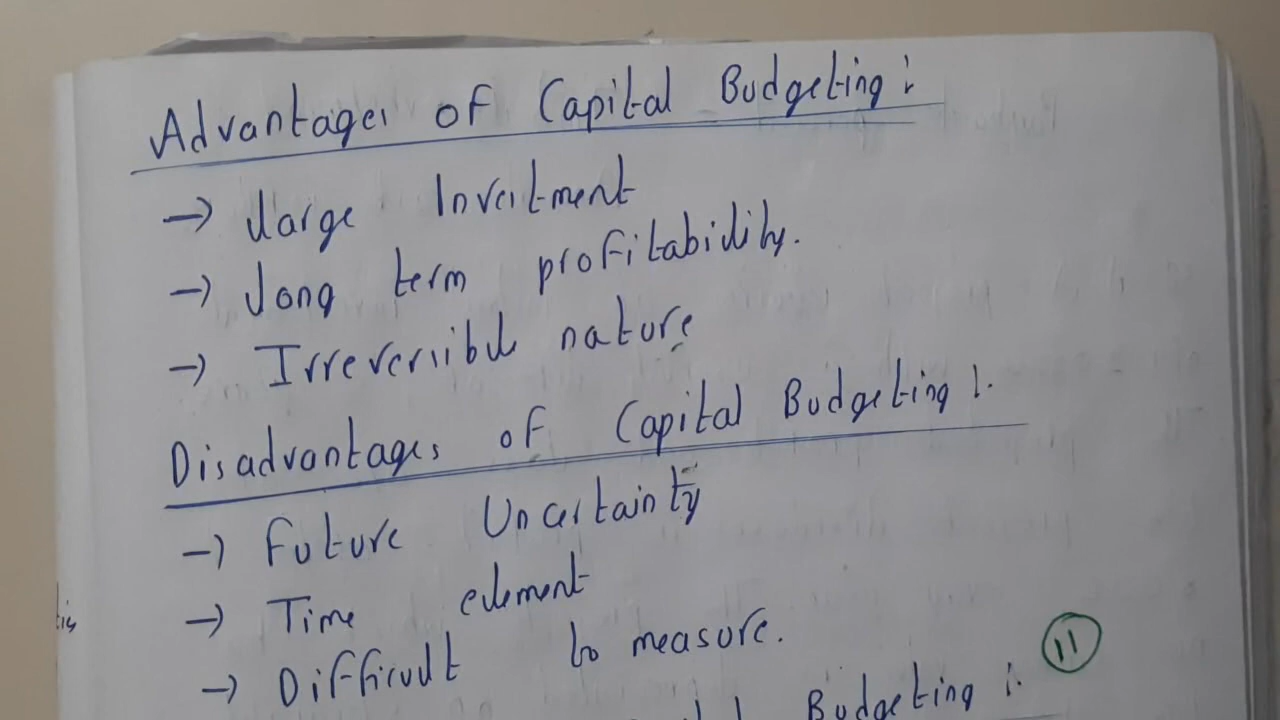 Advantages of Capital Budgeting :
→ Large Investment
→ Long term profitability.
→ Irreversible nature
Disadvantages of Capital Budgeting :
→ Future Uncertainty
→ Time element
→ Difficult to measure.
11
Budgeting :